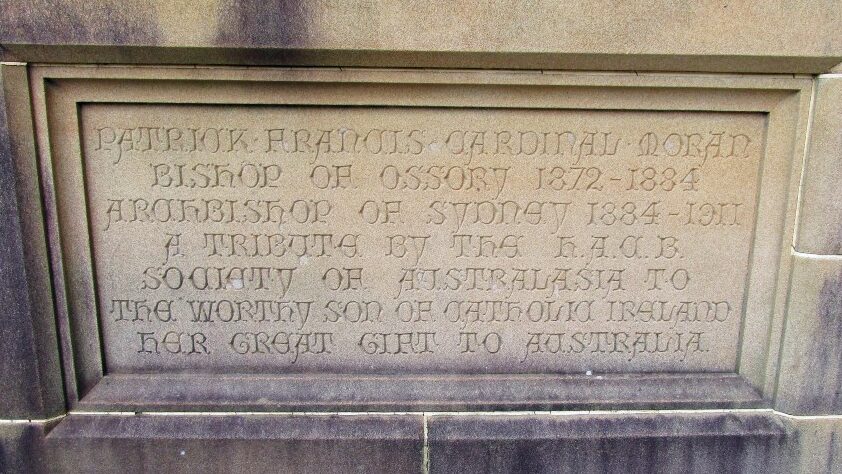 PATRICK · FRANCIS · CARDINAL · MORAN
BISHOP OF OSSORY 1872-1884
ARCHBISHOP OF SYDNEY 1884-1911
A TRIBUTE BY THE H.A.C.B.
SOCIETY OF AUSTRALASIA TO
THE WORTHY SON OF CATHOLIC IRELAND
HER GREAT GIFT TO AUSTRALIA.